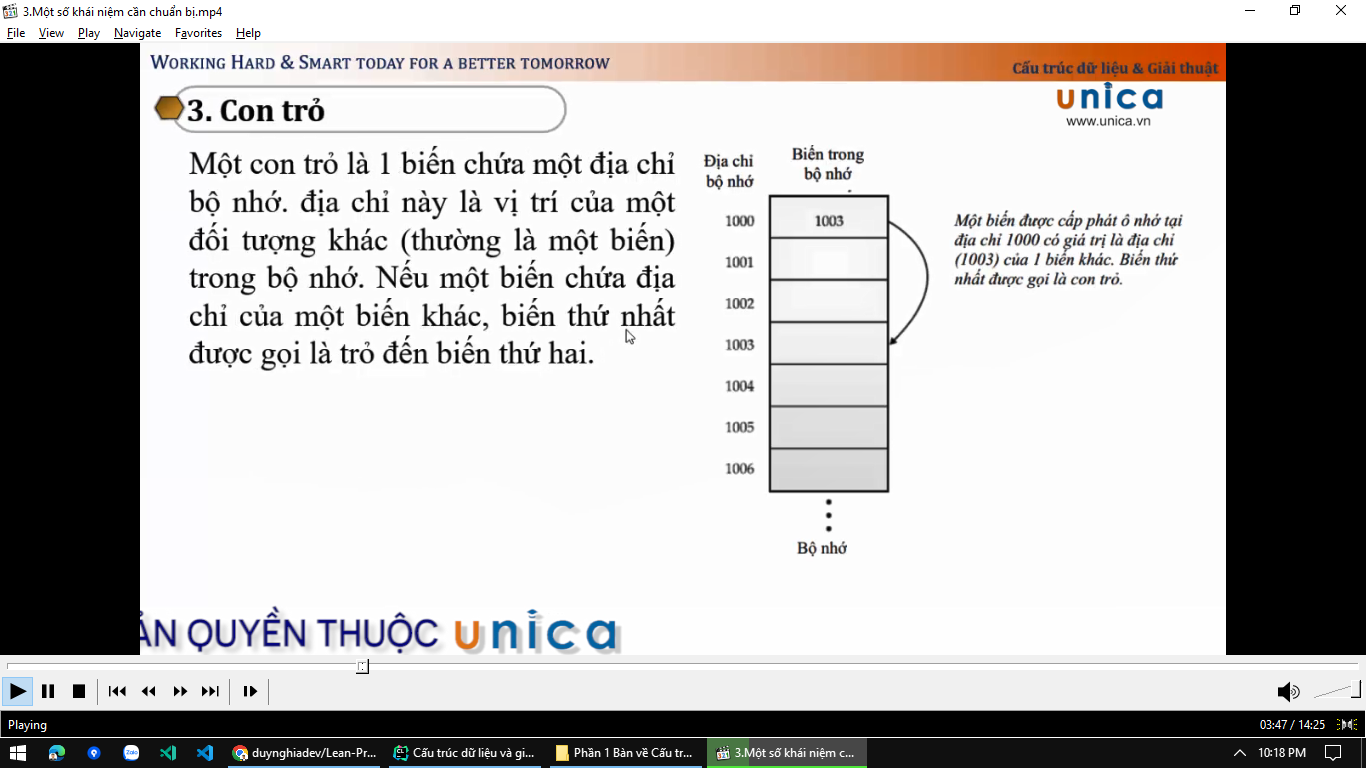 3.Một số khái niệm cần chuẩn bị.mp4
File View Play Navigate Favorites Help
WORKING HARD & SMART TODAY FOR A BETTER TOMORROW
Cấu trúc dữ liệu & Giải thuật
unica
www.unica.vn
3. Con trỏ
Một con trỏ là 1 biến chứa một địa chỉ
bộ nhớ. địa chỉ này là vị trí của một
đối tượng khác (thường là một biến)
trong bộ nhớ. Nếu một biến chứa địa
chỉ của một biến khác, biến thứ nhất
được gọi là trỏ đến biến thứ hai.
Địa chỉ
bộ nhớ
Biến trong
bộ nhớ
1000 1003
1001
1002
1003
1004
1005
1006
Bộ nhớ
Một biến được cấp phát ô nhớ tại
địa chỉ 1000 có giá trị là địa chỉ
(1003) của 1 biến khác. Biến thứ
nhất được gọi là con trỏ.
ẢN QUYỀN THUỘC unica
Playing
03:47 / 14:25
duynghiadev/Lean-Pr...
Cấu trúc dữ liệu và gi...
Phần 1 Bàn về Cấu tr...
3.Một số khái niệm c...
10:18 PM